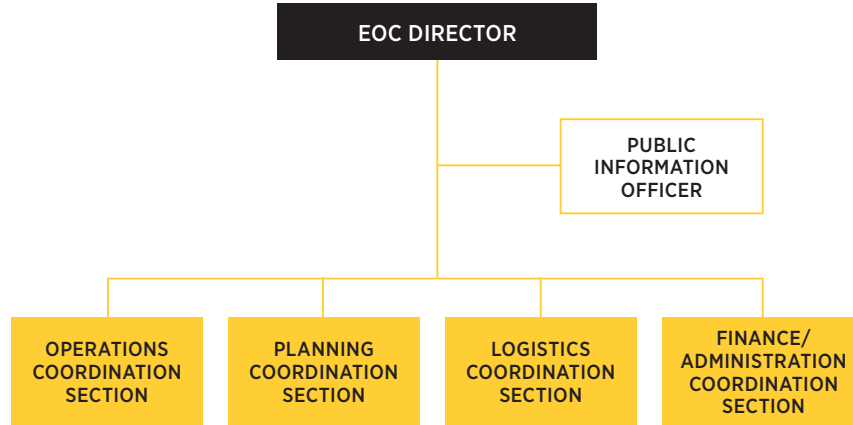 EOC DIRECTOR
PUBLIC
INFORMATION
OFFICER
OPERATIONS
COORDINATION
SECTION
PLANNING
COORDINATION
SECTION
LOGISTICS
COORDINATION
SECTION
FINANCE/
ADMINISTRATION
COORDINATION
SECTION